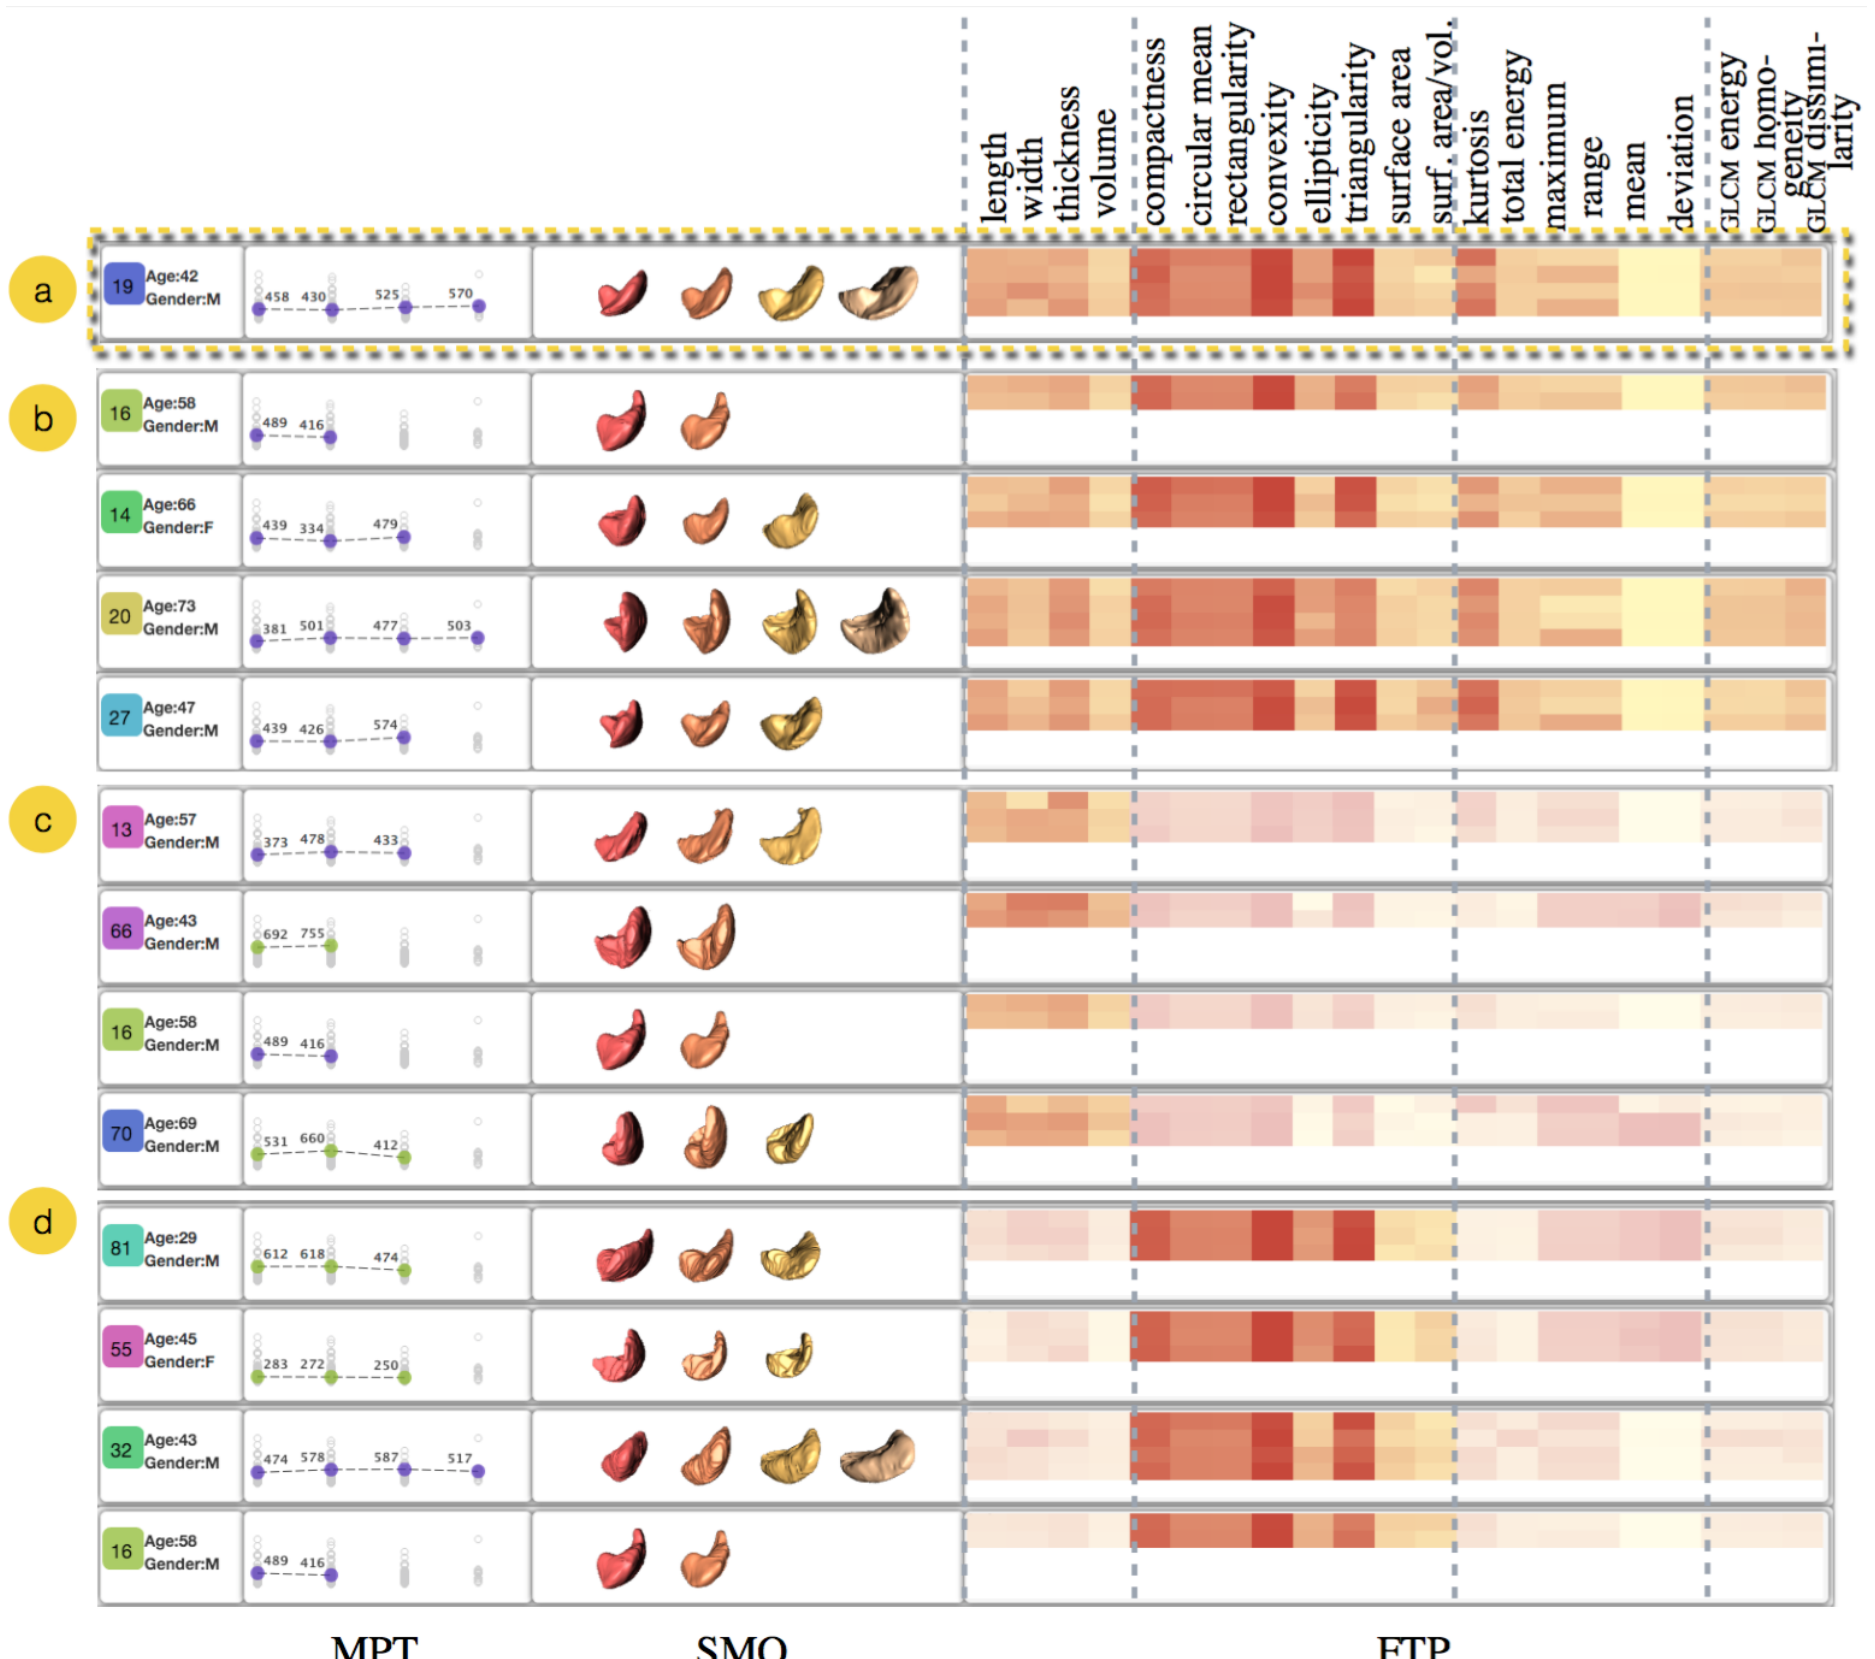 length
width
thickness
volume
compactness
circular mean
rectangularity
convexity
ellipticity
triangularity
surface area
surf. area/vol.
kurtosis
total energy
maximum
range
mean
deviation
GLCM energy
GLCM homo-
geneity
GLCM dissimi-
larity
a
19 Age:42
Gender:M
458 430 525 570
b
16 Age:58
Gender:M
489 416
14 Age:66
Gender:F
439 334 479
20 Age:73
Gender:M
381 501 477 503
27 Age:47
Gender:M
439 426 574
c
13 Age:57
Gender:M
373 478 433
66 Age:43
Gender:M
692 755
16 Age:58
Gender:M
489 416
70 Age:69
Gender:M
531 660 412
d
81 Age:29
Gender:M
612 618 474
55 Age:45
Gender:F
283 272 250
32 Age:43
Gender:M
474 578 587 517
16 Age:58
Gender:M
489 416
MPT SMO FTP